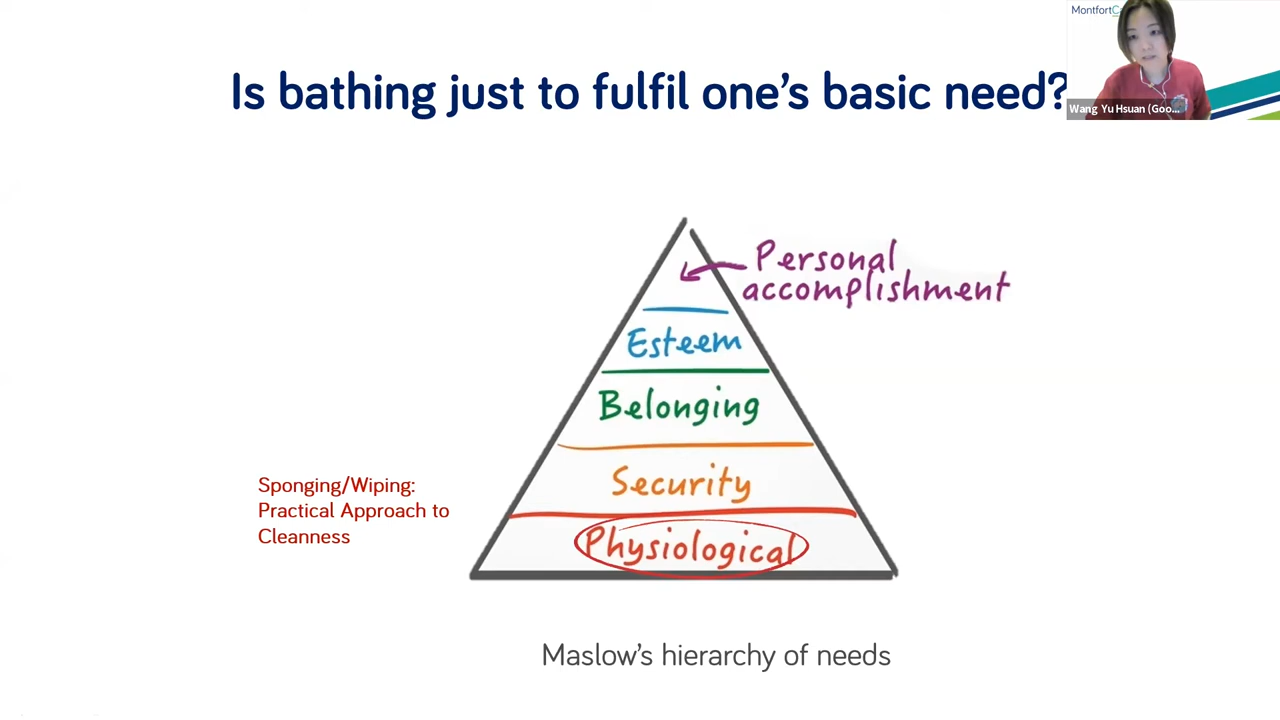 MontfortC
Is bathing just to fulfil one's basic need?
Wang Yu Hsuan (Goo...
Personal
accomplishment
Esteem
Belonging
Security
Sponging/Wiping:
Practical Approach to
Cleanness
Physiological
Maslow's hierarchy of needs